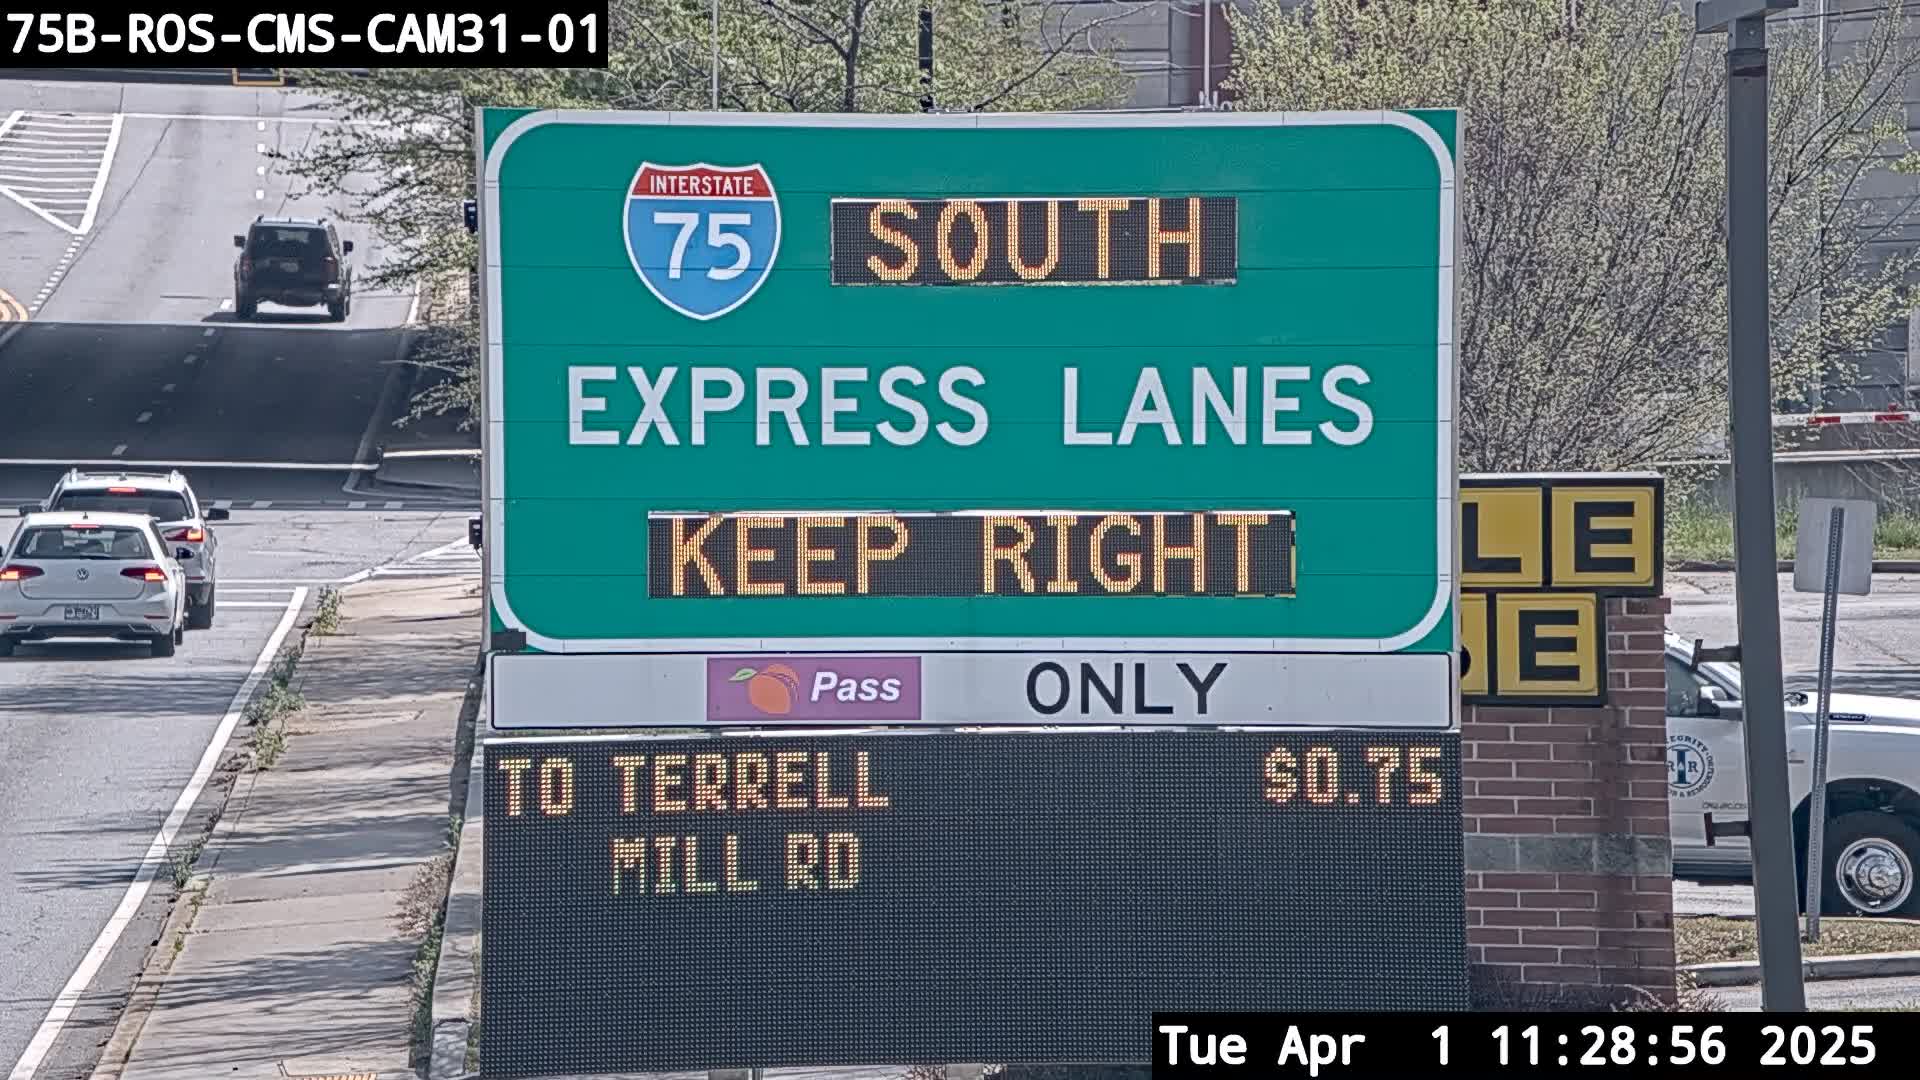 75B-ROS-CMS-CAM31-01
INTERSTATE
75
SOUTH
EXPRESS LANES
KEEP RIGHT
Pass ONLY
TO TERRELL $0.75
MILL RD
LE
E
Tue Apr 1 11:28:56 2025